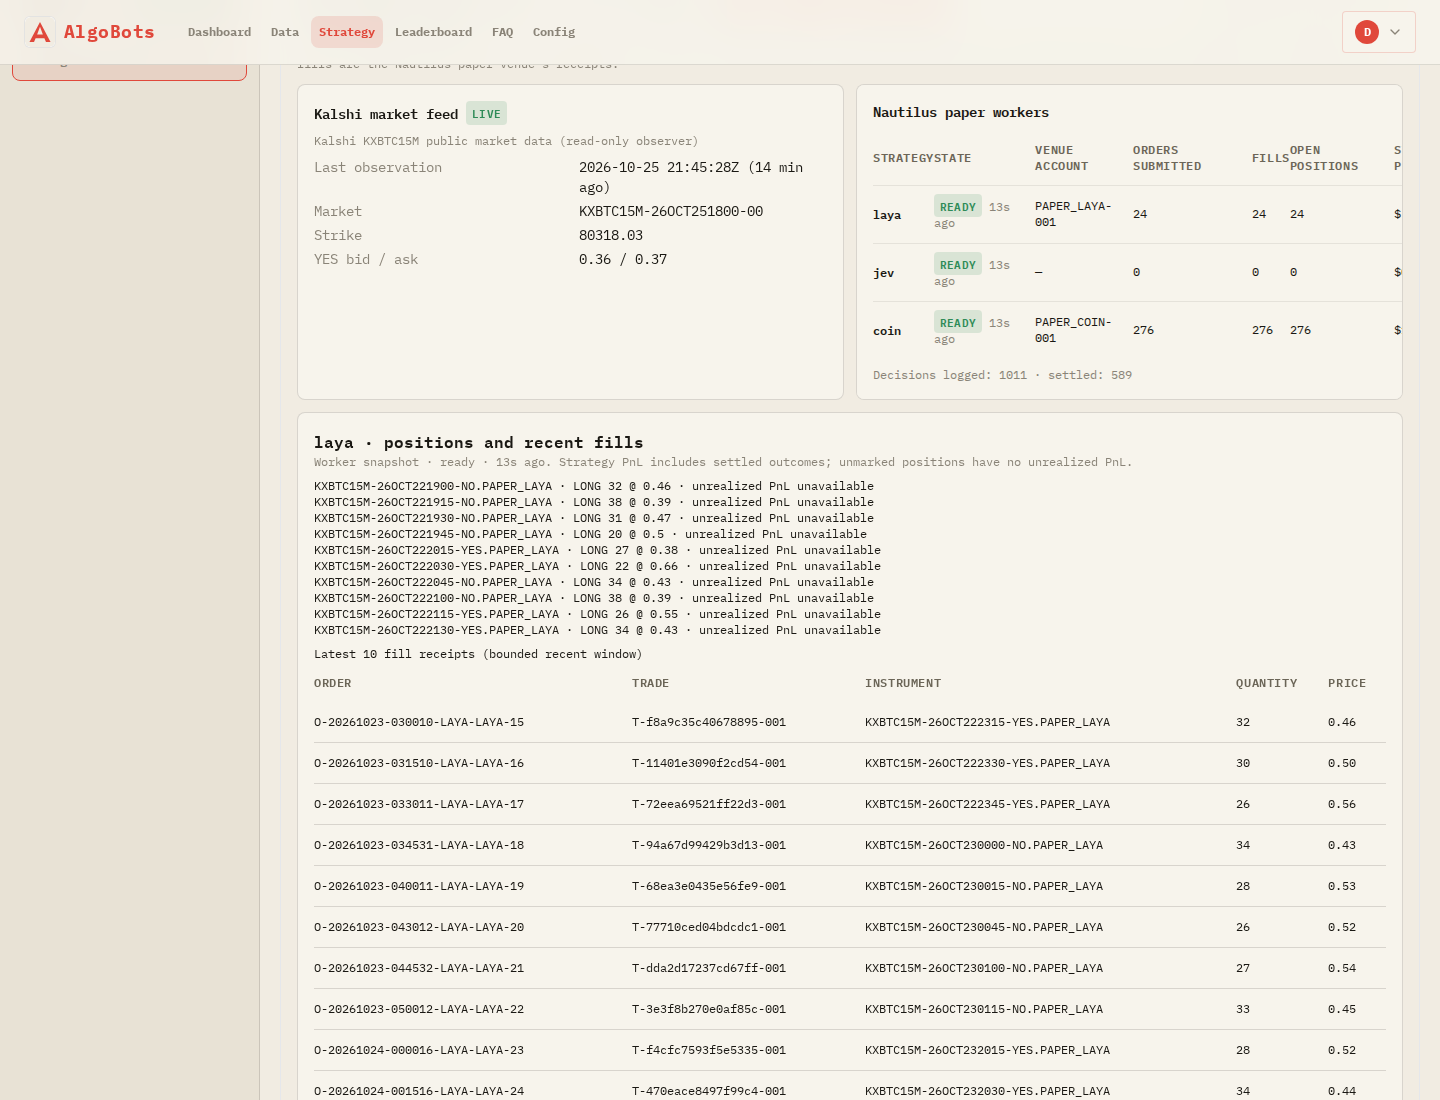 AlgoBots
Dashboard
Data
Strategy
Leaderboard
FAQ
Config
D
Kalshi market feed LIVE
Kalshi KXBTC15M public market data (read-only observer)
Last observation 2026-10-25 21:45:28Z (14 min
ago)
Market KXBTC15M-26OCT251800-00
Strike 80318.03
YES bid / ask 0.36 / 0.37
Nautilus paper workers
STRATEGY STATE VENUE ACCOUNT ORDERS SUBMITTED FILLS OPEN POSITIONS S P
laya READY 13s ago PAPER_LAYA-001 24 24 24 $
jev READY 13s ago — 0 0 0 $
coin READY 13s ago PAPER_COIN-001 276 276 276 $
Decisions logged: 1011 · settled: 589
laya · positions and recent fills
Worker snapshot · ready · 13s ago. Strategy PnL includes settled outcomes; unmarked positions have no unrealized PnL.
KXBTC15M-26OCT221900-NO.PAPER_LAYA · LONG 32 @ 0.46 · unrealized PnL unavailable
KXBTC15M-26OCT221915-NO.PAPER_LAYA · LONG 38 @ 0.39 · unrealized PnL unavailable
KXBTC15M-26OCT221930-NO.PAPER_LAYA · LONG 31 @ 0.47 · unrealized PnL unavailable
KXBTC15M-26OCT221945-NO.PAPER_LAYA · LONG 20 @ 0.5 · unrealized PnL unavailable
KXBTC15M-26OCT222015-YES.PAPER_LAYA · LONG 27 @ 0.38 · unrealized PnL unavailable
KXBTC15M-26OCT222030-YES.PAPER_LAYA · LONG 22 @ 0.66 · unrealized PnL unavailable
KXBTC15M-26OCT222045-NO.PAPER_LAYA · LONG 34 @ 0.43 · unrealized PnL unavailable
KXBTC15M-26OCT222100-NO.PAPER_LAYA · LONG 38 @ 0.39 · unrealized PnL unavailable
KXBTC15M-26OCT222115-YES.PAPER_LAYA · LONG 26 @ 0.55 · unrealized PnL unavailable
KXBTC15M-26OCT222130-YES.PAPER_LAYA · LONG 34 @ 0.43 · unrealized PnL unavailable
Latest 10 fill receipts (bounded recent window)
ORDER TRADE INSTRUMENT QUANTITY PRICE
O-20261023-030010-LAYA-LAYA-15 T-f8a9c35c40678895-001 KXBTC15M-26OCT222315-YES.PAPER_LAYA 32 0.46
O-20261023-031510-LAYA-LAYA-16 T-11401e3090f2cd54-001 KXBTC15M-26OCT222330-YES.PAPER_LAYA 30 0.50
O-20261023-033011-LAYA-LAYA-17 T-72eea69521ff22d3-001 KXBTC15M-26OCT222345-YES.PAPER_LAYA 26 0.56
O-20261023-034531-LAYA-LAYA-18 T-94a67d99429b3d13-001 KXBTC15M-26OCT230000-NO.PAPER_LAYA 34 0.43
O-20261023-040011-LAYA-LAYA-19 T-68ea3e0435e56fe9-001 KXBTC15M-26OCT230015-NO.PAPER_LAYA 28 0.53
O-20261023-043012-LAYA-LAYA-20 T-77710ced04bdcdc1-001 KXBTC15M-26OCT230045-NO.PAPER_LAYA 26 0.52
O-20261023-044532-LAYA-LAYA-21 T-dda2d17237cd67ff-001 KXBTC15M-26OCT230100-NO.PAPER_LAYA 27 0.54
O-20261023-050012-LAYA-LAYA-22 T-3e3f8b270e0af85c-001 KXBTC15M-26OCT230115-NO.PAPER_LAYA 33 0.45
O-20261024-000016-LAYA-LAYA-23 T-f4cfc7593f5e5335-001 KXBTC15M-26OCT232015-YES.PAPER_LAYA 28 0.52
O-20261024-001516-LAYA-LAYA-24 T-470eace8497f99c4-001 KXBTC15M-26OCT232030-YES.PAPER_LAYA 34 0.44